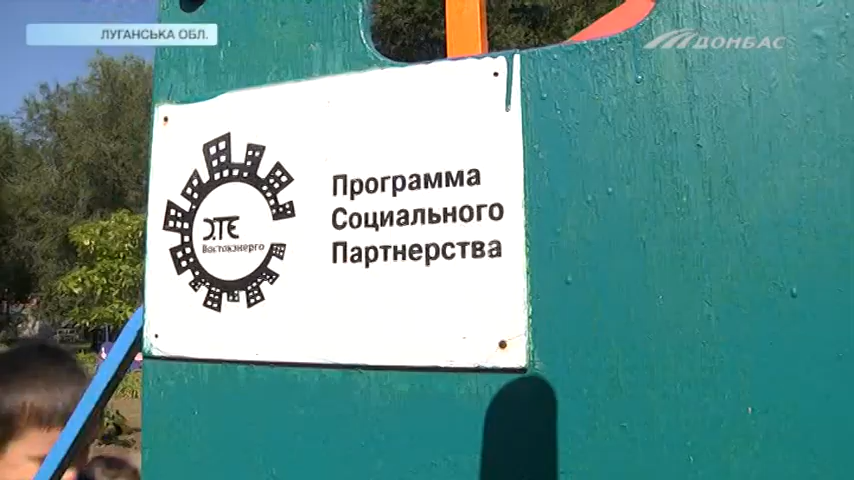 ЛУГАНСЬКА ОБЛ.
ДОНБАС
Программа
Социального
Партнерства
ДТЕ
Востокэнерго